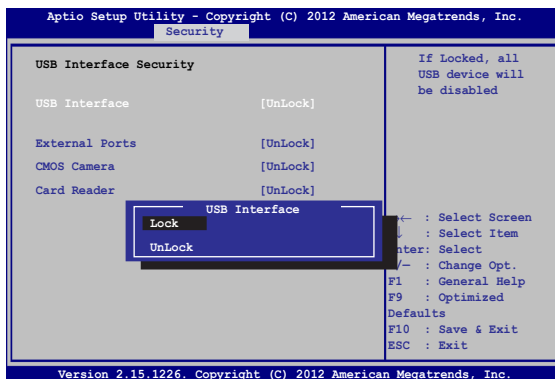 Aptio Setup Utility - Copyright (C) 2012 American Megatrends, Inc.
Security
USB Interface Security
USB Interface [UnLock]
External Ports [UnLock]
CMOS Camera [UnLock]
Card Reader [UnLock]
USB Interface
Lock
UnLock
If Locked, all
USB device will
be disabled
← : Select Screen
↓ : Select Item
nter: Select
/— : Change Opt.
F1 : General Help
F9 : Optimized
Defaults
F10 : Save & Exit
ESC : Exit
Version 2.15.1226. Copyright (C) 2012 American Megatrends, Inc.